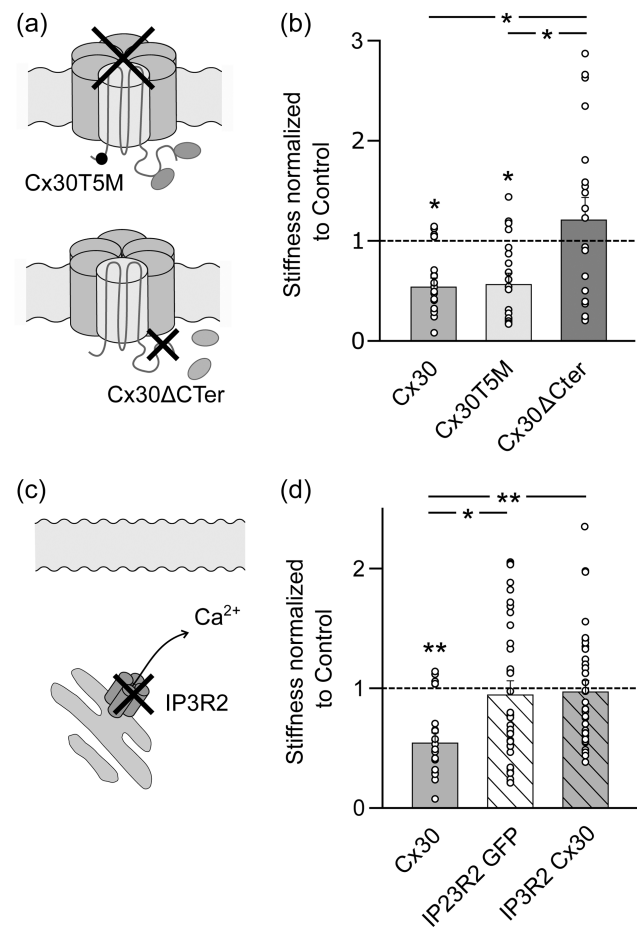 (a)
Cx30T5M
Cx30ΔCTer
(b)
*
*
*
*
3
2
1
0
Stiffness normalized
to Control
Cx30
Cx30T5M
Cx30ΔCter
(c)
Ca2+
IP3R2
(d)
**
*
**
2
1
0
Stiffness normalized
to Control
Cx30
IP23R2 GFP
IP3R2 Cx30